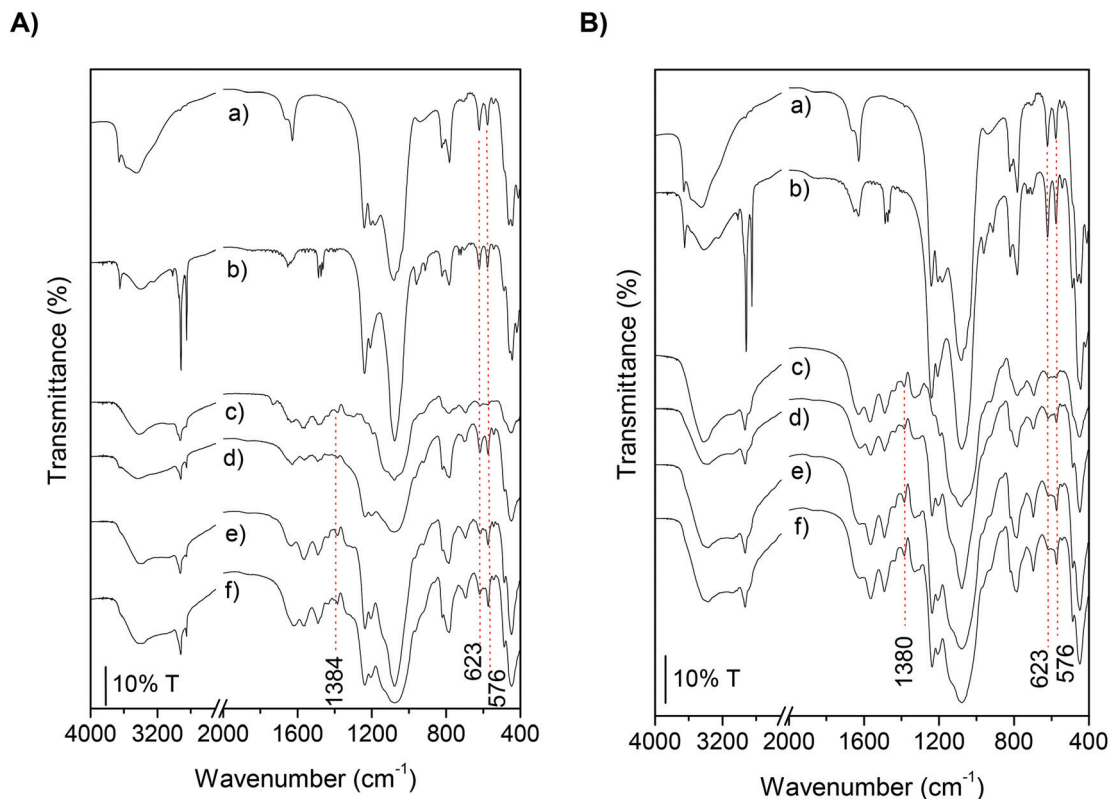 A)
B)
a)
b)
c)
d)
e)
f)
10% T
1384
623
576
4000 3200 2000 1600 1200 800 400
Wavenumber (cm⁻¹)
Transmittance (%)
a)
b)
c)
d)
e)
f)
10% T
1380
623
576
4000 3200 2000 1600 1200 800 400
Wavenumber (cm⁻¹)
Transmittance (%)